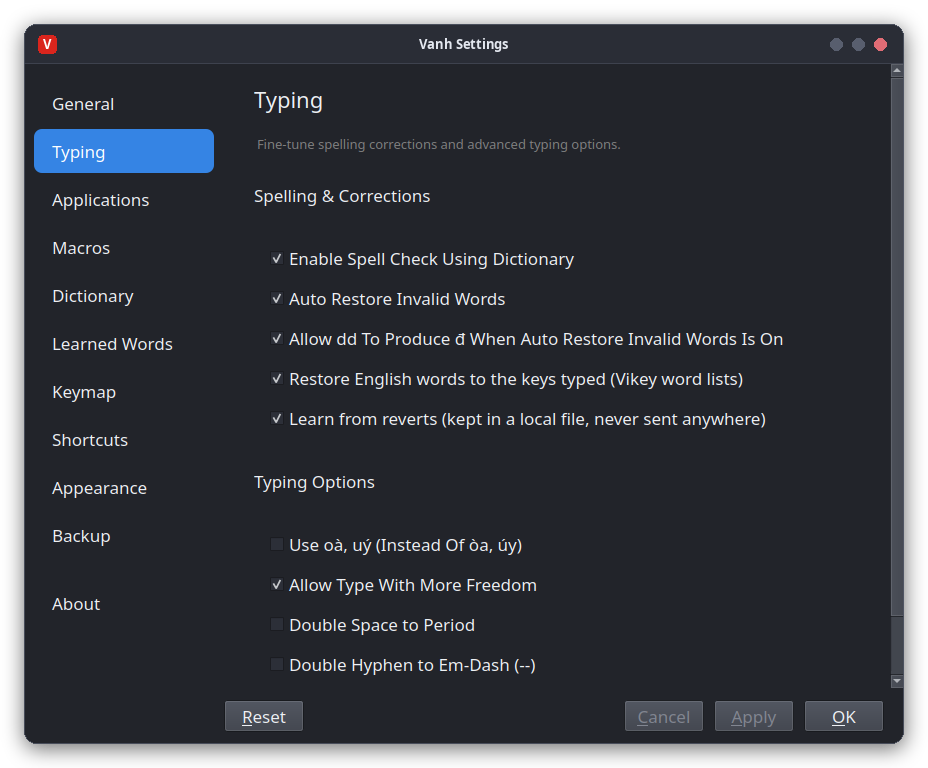 V
Vanh Settings
General
Typing
Applications
Macros
Dictionary
Learned Words
Keymap
Shortcuts
Appearance
Backup
About
Typing
Fine-tune spelling corrections and advanced typing options.
Spelling & Corrections
Enable Spell Check Using Dictionary
Auto Restore Invalid Words
Allow dd To Produce đ When Auto Restore Invalid Words Is On
Restore English words to the keys typed (Vikey word lists)
Learn from reverts (kept in a local file, never sent anywhere)
Typing Options
Use oà, uý (Instead Of òa, úy)
Allow Type With More Freedom
Double Space to Period
Double Hyphen to Em-Dash (--)
Reset
Cancel
Apply
OK